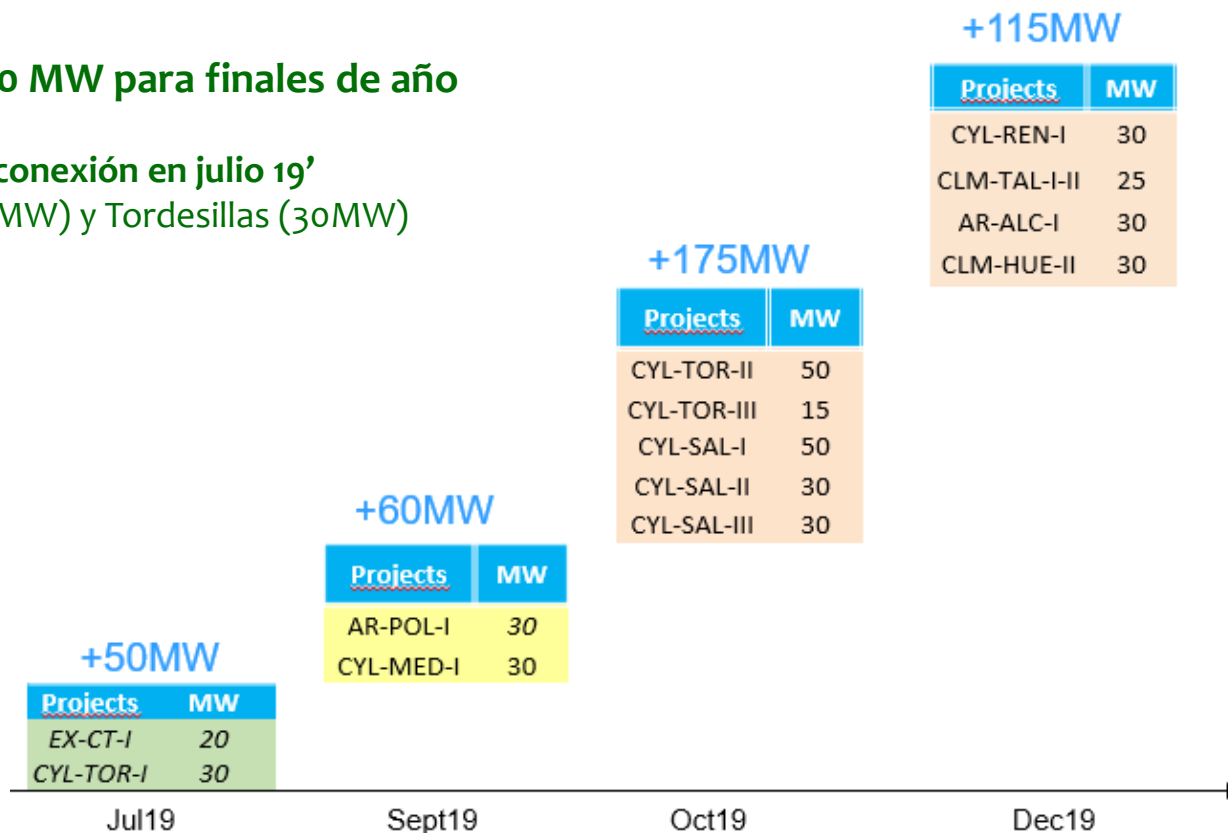 0 MW para finales de año
conexión en julio 19’
MW) y Tordesillas (30MW)
+115MW
Projects MW
CYL-REN-I 30
CLM-TAL-I-II 25
AR-ALC-I 30
CLM-HUE-II 30
+175MW
Projects MW
CYL-TOR-II 50
CYL-TOR-III 15
CYL-SAL-I 50
CYL-SAL-II 30
CYL-SAL-III 30
+60MW
Projects MW
AR-POL-I 30
CYL-MED-I 30
+50MW
Projects MW
EX-CT-I 20
CYL-TOR-I 30
Jul19 Sept19 Oct19 Dec19